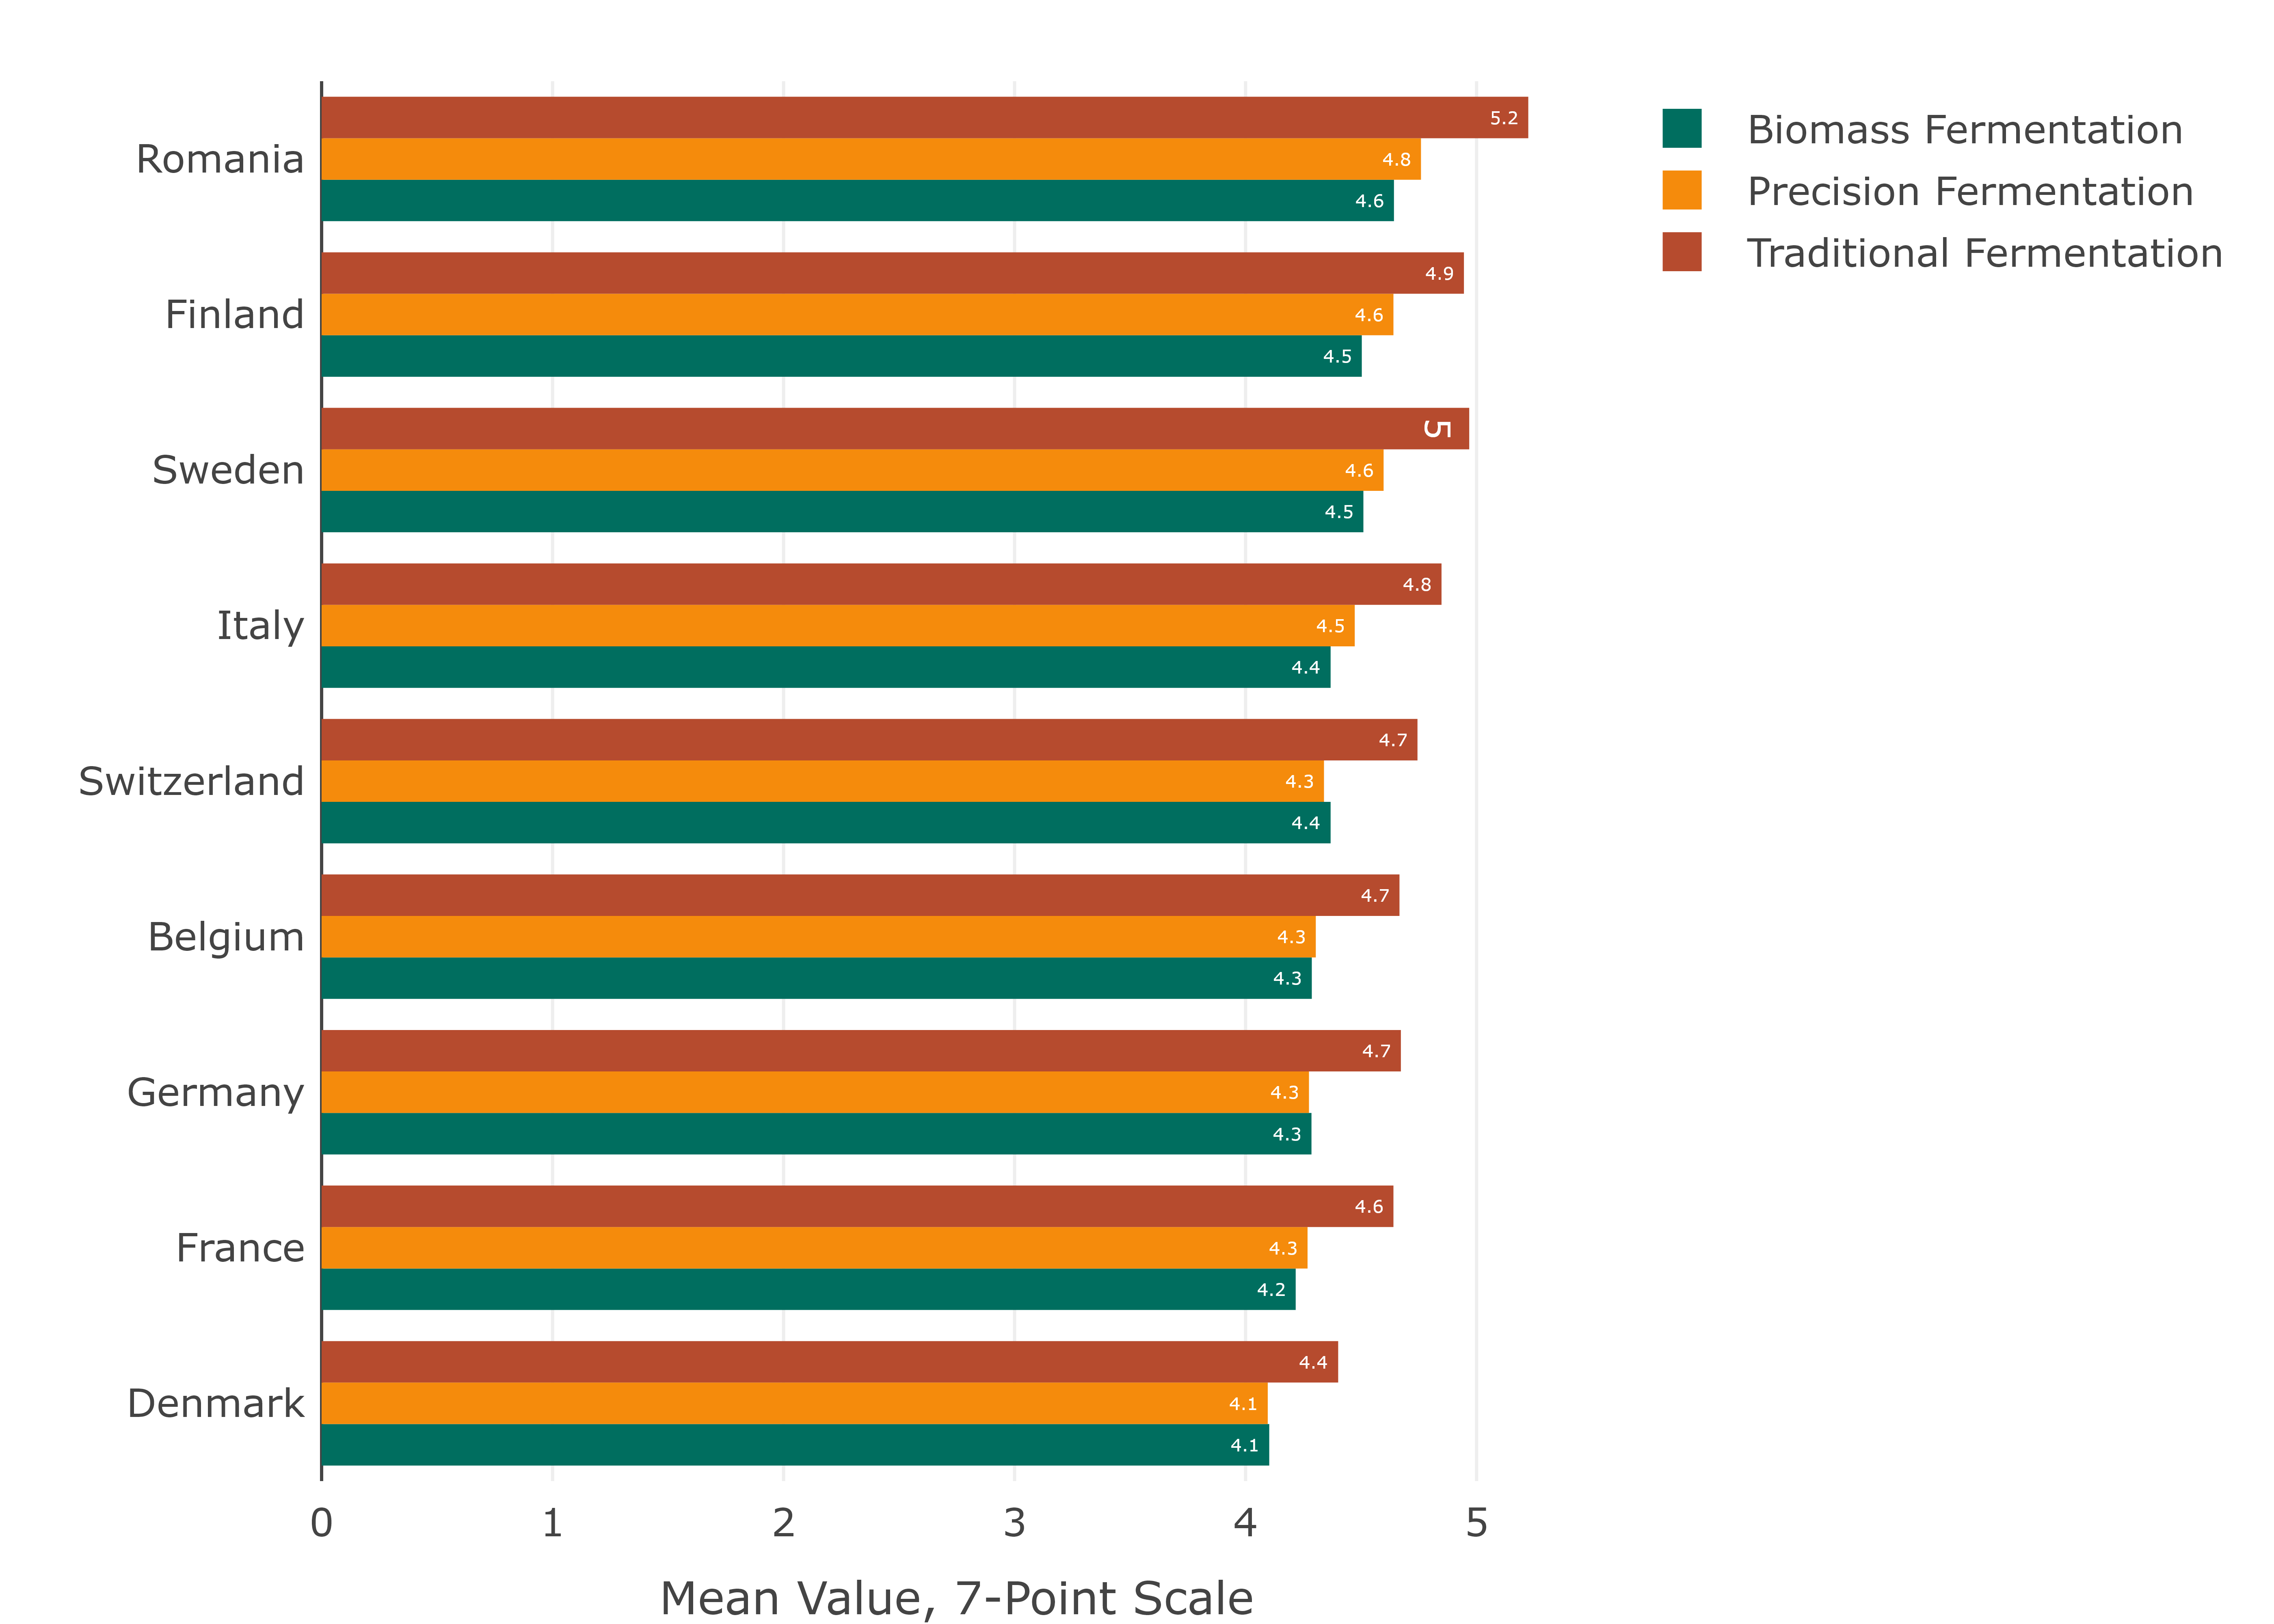 Biomass Fermentation
Precision Fermentation
Traditional Fermentation
Romania
5.2
4.8
4.6
Finland
4.9
4.6
4.5
Sweden
5
4.6
4.5
Italy
4.8
4.5
4.4
Switzerland
4.7
4.3
4.4
Belgium
4.7
4.3
4.3
Germany
4.7
4.3
4.3
France
4.6
4.3
4.2
Denmark
4.4
4.1
4.1
0 1 2 3 4 5
Mean Value, 7-Point Scale